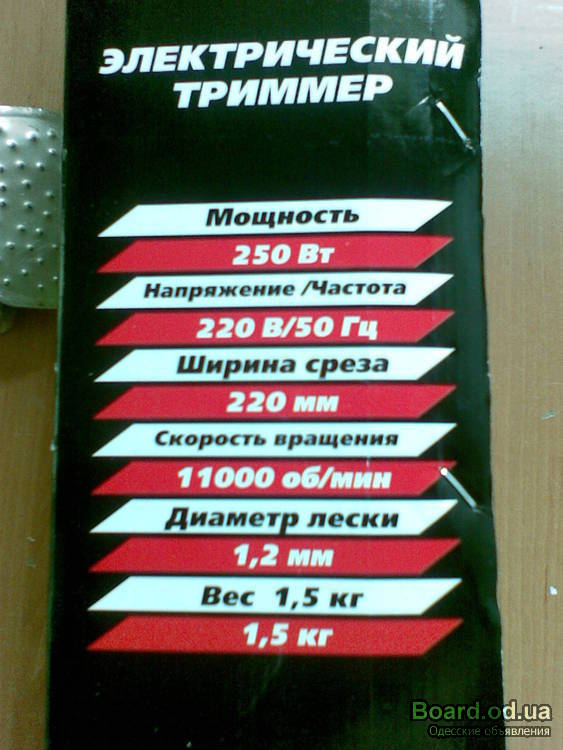 ЭЛЕКТРИЧЕСКИЙ
ТРИММЕР
Мощность
250 Вт
Напряжение /Частота
220 В/50 Гц
Ширина среза
220 мм
Скорость вращения
11000 об/мин
Диаметр лески
1,2 мм
Вес 1,5 кг
1,5 кг
Board.od.ua
Одесские объявления